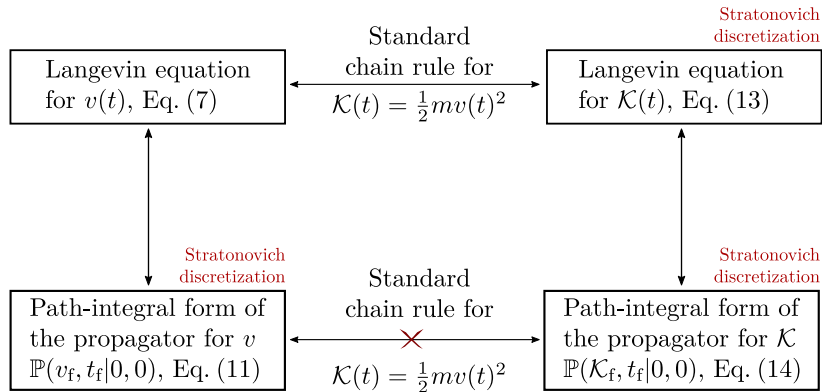 Stratonovich
discretization
Langevin equation
for v(t), Eq. (7)
Standard
chain rule for
𝒦(t) = ½mv(t)²
Langevin equation
for 𝒦(t), Eq. (13)
Stratonovich
discretization
Stratonovich
discretization
Path-integral form of
the propagator for v
ℙ(v_f, t_f|0, 0), Eq. (11)
Standard
chain rule for
𝒦(t) = ½mv(t)²
Path-integral form of
the propagator for 𝒦
ℙ(𝒦_f, t_f|0, 0), Eq. (14)